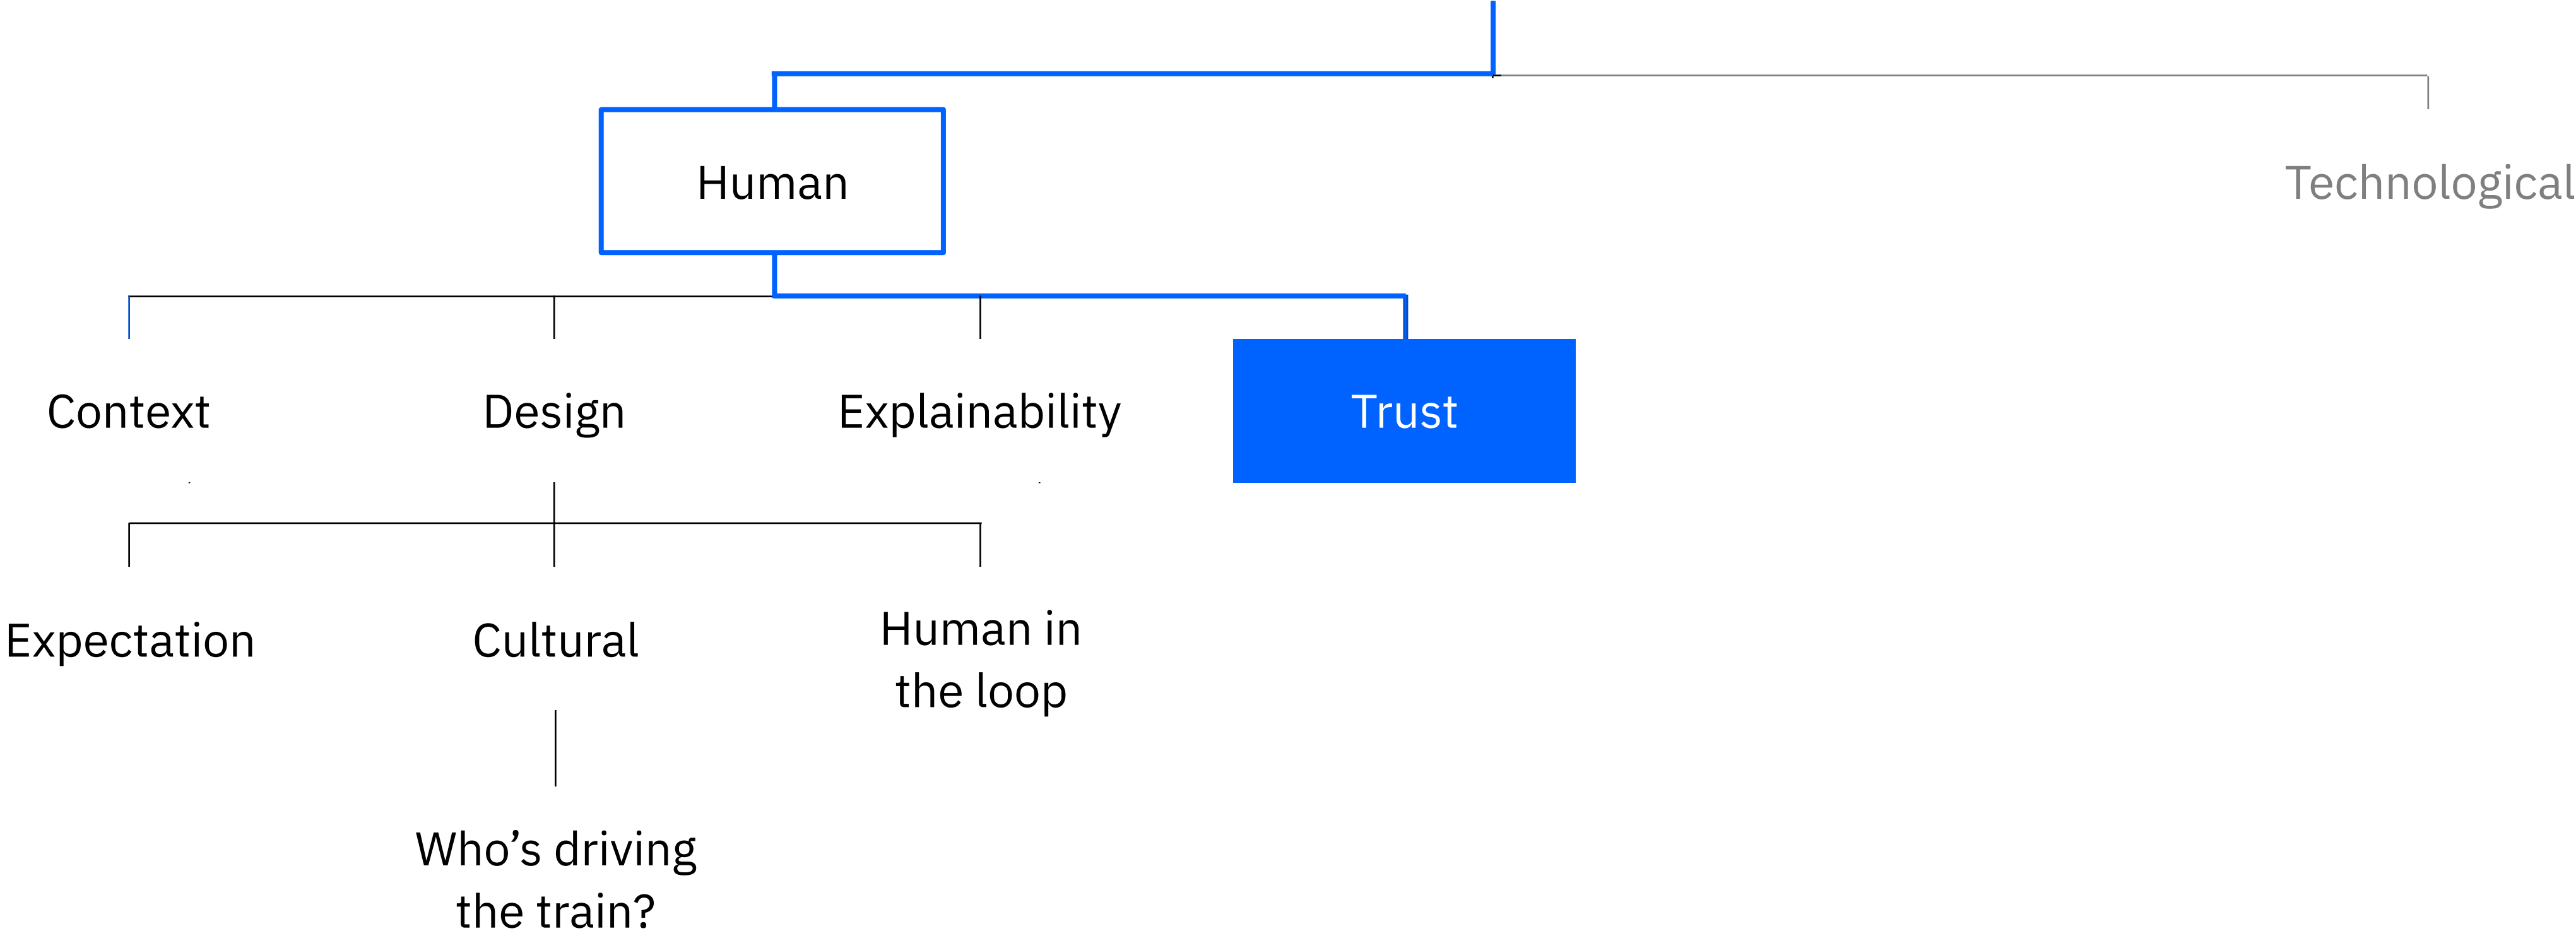 Human
Technological
Context
Design
Explainability
Trust
Expectation
Cultural
Human in
the loop
Who’s driving
the train?